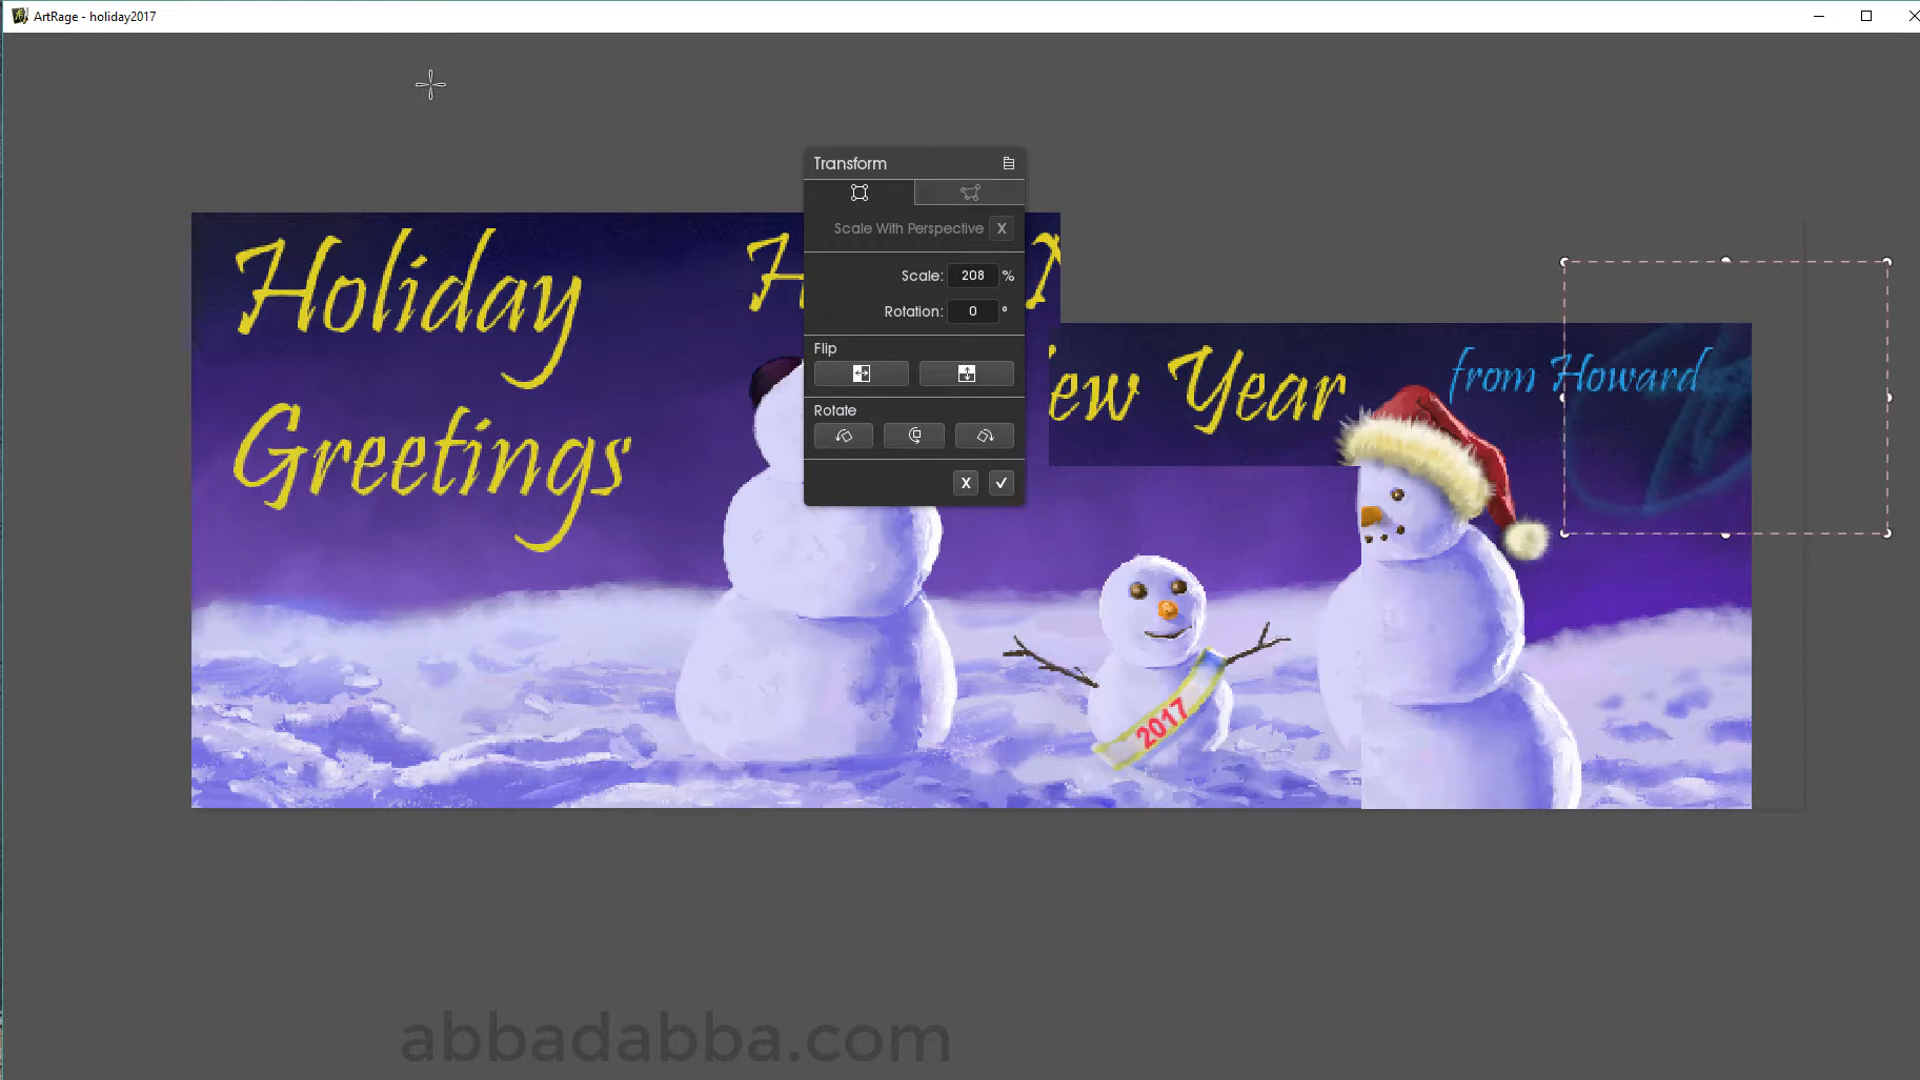 ArtRage - holiday2017
Transform
Scale With Perspective X
Scale: 208 %
Rotation: 0 °
Flip
Rotate
X
Holiday
Greetings
H
N
ew Year
from Howard
2017
abbadabba.com